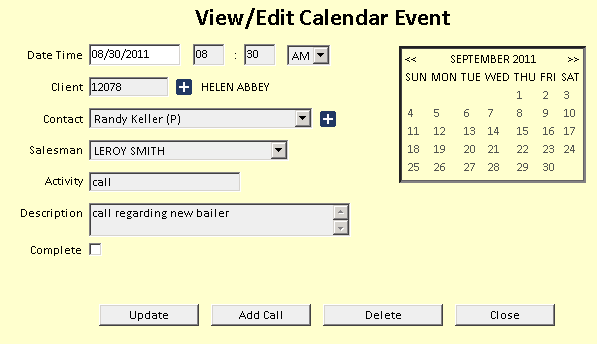 View/Edit Calendar Event
Date Time 08/30/2011 08 : 30 AM
Client 12078 HELEN ABBEY
Contact Randy Keller (P)
Salesman LEROY SMITH
Activity call
Description call regarding new bailer
Complete
Update Add Call Delete Close
<< SEPTEMBER 2011 >>
SUN MON TUE WED THU FRI SAT
1 2 3
4 5 6 7 8 9 10
11 12 13 14 15 16 17
18 19 20 21 22 23 24
25 26 27 28 29 30